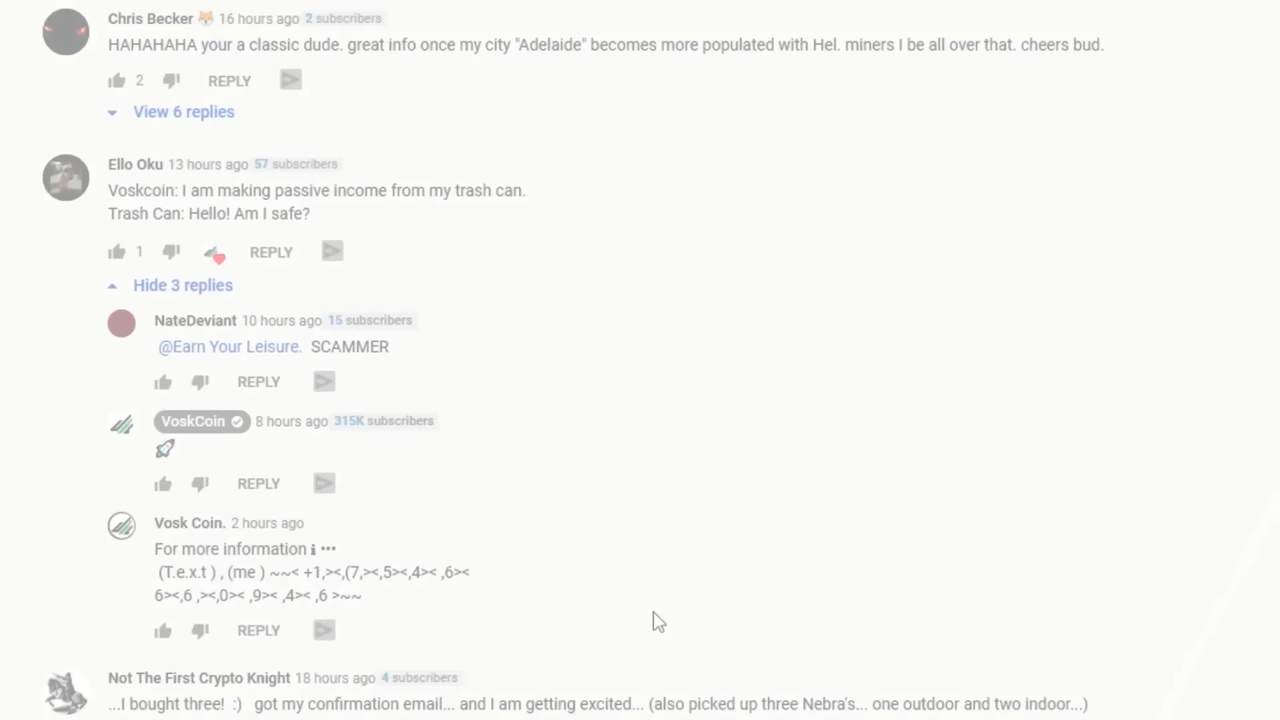 Chris Becker 🦊 16 hours ago 2 subscribers
HAHAHAHA your a classic dude. great info once my city "Adelaide" becomes more populated with Hel. miners I be all over that. cheers bud.
2 REPLY
View 6 replies
Ello Oku 13 hours ago 57 subscribers
Voskcoin: I am making passive income from my trash can.
Trash Can: Hello! Am I safe?
1 REPLY
Hide 3 replies
NateDeviant 10 hours ago 15 subscribers
@Earn Your Leisure. SCAMMER
REPLY
VoskCoin 8 hours ago 315K subscribers
🚀
REPLY
Vosk Coin. 2 hours ago
For more information ℹ •••
(T.e.x.t ) , (me ) ~~< +1,><,(7,><,5><,4>< ,6><
6><,6 ,><,0>< ,9>< ,4>< ,6 >~~
REPLY
Not The First Crypto Knight 18 hours ago 4 subscribers
...I bought three! :) got my confirmation email... and I am getting excited... (also picked up three Nebra's... one outdoor and two indoor...)